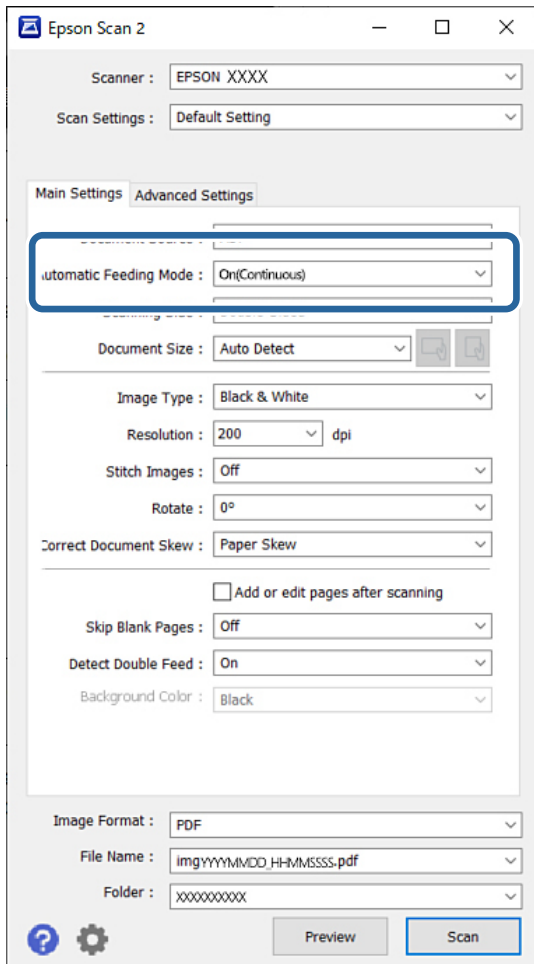 Epson Scan 2
Scanner : EPSON XXXX
Scan Settings : Default Setting
Main Settings Advanced Settings
utomatic Feeding Mode : On(Continuous)
Document Size : Auto Detect
Image Type : Black & White
Resolution : 200 dpi
Stitch Images : Off
Rotate : 0°
Correct Document Skew : Paper Skew
Add or edit pages after scanning
Skip Blank Pages : Off
Detect Double Feed : On
Background Color : Black
Image Format : PDF
File Name : imgYYYYMMDD_HHMMSSSS.pdf
Folder : XXXXXXXXXX
Preview Scan